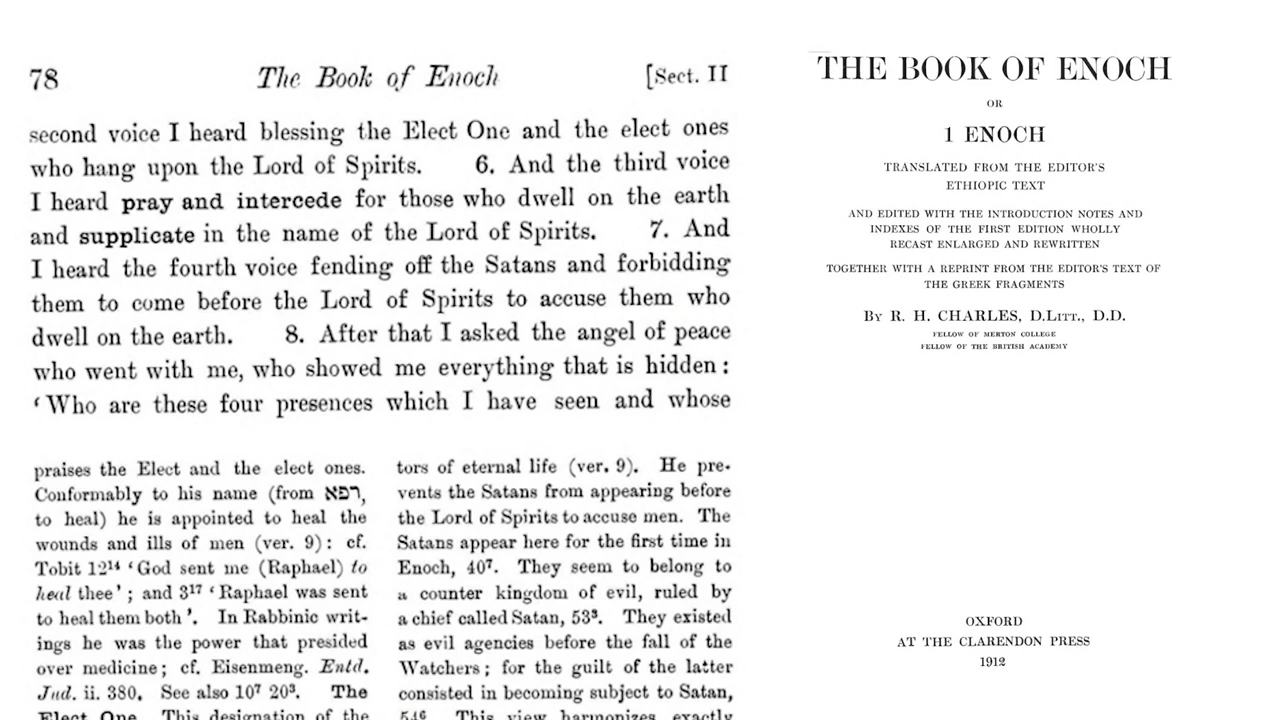 78 The Book of Enoch [Sect. II
second voice I heard blessing the Elect One and the elect ones
who hang upon the Lord of Spirits. 6. And the third voice
I heard pray and intercede for those who dwell on the earth
and supplicate in the name of the Lord of Spirits. 7. And
I heard the fourth voice fending off the Satans and forbidding
them to come before the Lord of Spirits to accuse them who
dwell on the earth. 8. After that I asked the angel of peace
who went with me, who showed me everything that is hidden:
‘Who are these four presences which I have seen and whose
praises the Elect and the elect ones.
Conformably to his name (from רפא,
to heal) he is appointed to heal the
wounds and ills of men (ver. 9): cf.
Tobit 12¹⁴ ‘God sent me (Raphael) to
heal thee’; and 3¹⁷ ‘Raphael was sent
to heal them both’. In Rabbinic writ-
ings he was the power that presided
over medicine; cf. Eisenmeng. Entd.
Jud. ii. 380. See also 10⁷ 20³. The
Elect One. This designation of the
tors of eternal life (ver. 9). He pre-
vents the Satans from appearing before
the Lord of Spirits to accuse men. The
Satans appear here for the first time in
Enoch, 40⁷. They seem to belong to
a counter kingdom of evil, ruled by
a chief called Satan, 53³. They existed
as evil agencies before the fall of the
Watchers; for the guilt of the latter
consisted in becoming subject to Satan,
54⁶ This view harmonizes exactly
THE BOOK OF ENOCH
OR
1 ENOCH
TRANSLATED FROM THE EDITOR'S
ETHIOPIC TEXT
AND EDITED WITH THE INTRODUCTION NOTES AND
INDEXES OF THE FIRST EDITION WHOLLY
RECAST ENLARGED AND REWRITTEN
TOGETHER WITH A REPRINT FROM THE EDITOR'S TEXT OF
THE GREEK FRAGMENTS
By R. H. CHARLES, D.Litt., D.D.
FELLOW OF MERTON COLLEGE
FELLOW OF THE BRITISH ACADEMY
OXFORD
AT THE CLARENDON PRESS
1912